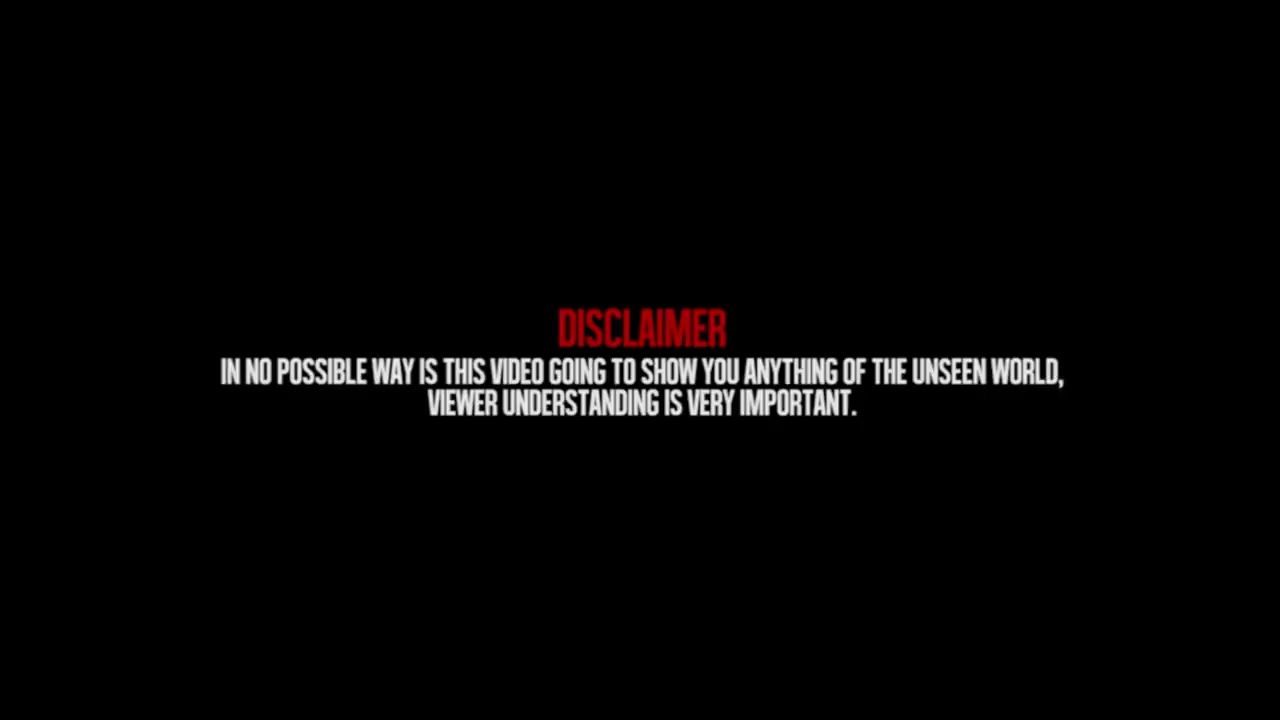 DISCLAIMER
IN NO POSSIBLE WAY IS THIS VIDEO GOING TO SHOW YOU ANYTHING OF THE UNSEEN WORLD,
VIEWER UNDERSTANDING IS VERY IMPORTANT.